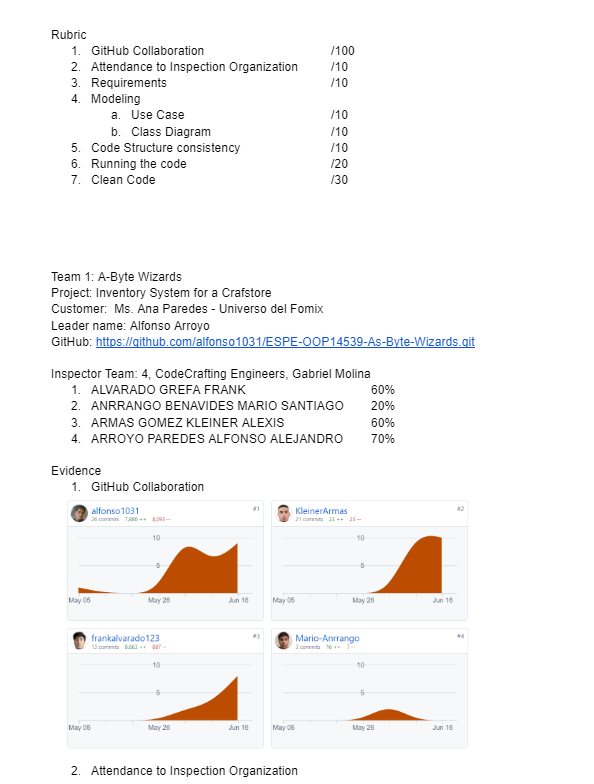 Rubric
1. GitHub Collaboration /100
2. Attendance to Inspection Organization /10
3. Requirements /10
4. Modeling
a. Use Case /10
b. Class Diagram /10
5. Code Structure consistency /10
6. Running the code /20
7. Clean Code /30
Team 1: A-Byte Wizards
Project: Inventory System for a Crafstore
Customer: Ms. Ana Paredes - Universo del Fomix
Leader name: Alfonso Arroyo
GitHub: https://github.com/alfonso1031/ESPE-OOP14539-As-Byte-Wizards.git
Inspector Team: 4, CodeCrafting Engineers, Gabriel Molina
1. ALVARADO GREFA FRANK 60%
2. ANRRANGO BENAVIDES MARIO SANTIAGO 20%
3. ARMAS GOMEZ KLEINER ALEXIS 60%
4. ARROYO PAREDES ALFONSO ALEJANDRO 70%
Evidence
1. GitHub Collaboration
alfonso1031 #1 KleinerArmas #2
26 commits 7,880 ++ 8,093 -- 21 commits 23 ++ 23 --
10 10
5 5
May 05 May 26 Jun 16 May 05 May 26 Jun 16
frankalvarado123 #3 Mario-Anrrango #4
13 commits 8,663 ++ 887 -- 3 commits 16 ++ 7 --
10 10
5 5
May 05 May 26 Jun 16 May 05 May 26 Jun 16
2. Attendance to Inspection Organization